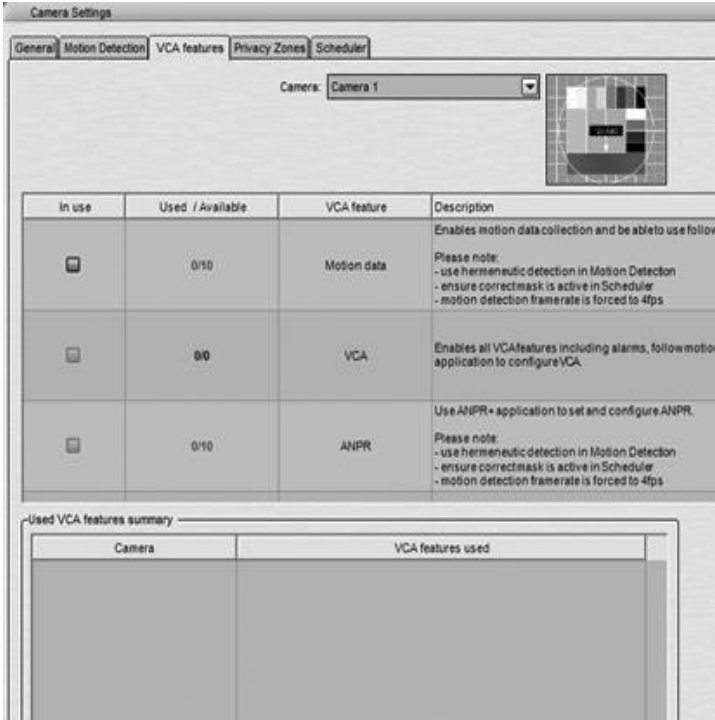 Camera Settings
General Motion Detection VCA features Privacy Zones Scheduler
Camera: Camera 1
In use Used / Available VCA feature Description
Enables motion data collection and be able to use follow
Please note:
0/10 Motion data
- use hermeneutic detection in Motion Detection
- ensure correct mask is active in Scheduler
- motion detection framerate is forced to 4fps
Enables all VCA features including alarms, follow motio
0/0 VCA
application to configure VCA
Use ANPR+ application to set and configure ANPR.
Please note:
0/10 ANPR
- use hermeneutic detection in Motion Detection
- ensure correct mask is active in Scheduler
- motion detection framerate is forced to 4fps
Used VCA features summary
Camera VCA features used